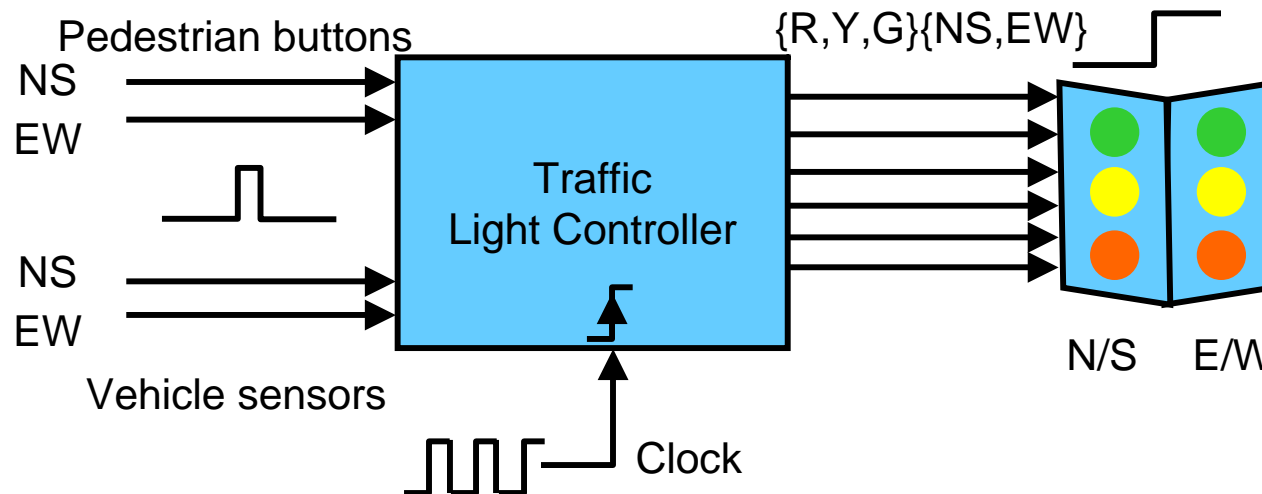 Pedestrian buttons
{R,Y,G}{NS,EW}
NS
EW
Traffic
Light Controller
NS
EW
N/S E/W
Vehicle sensors
Clock